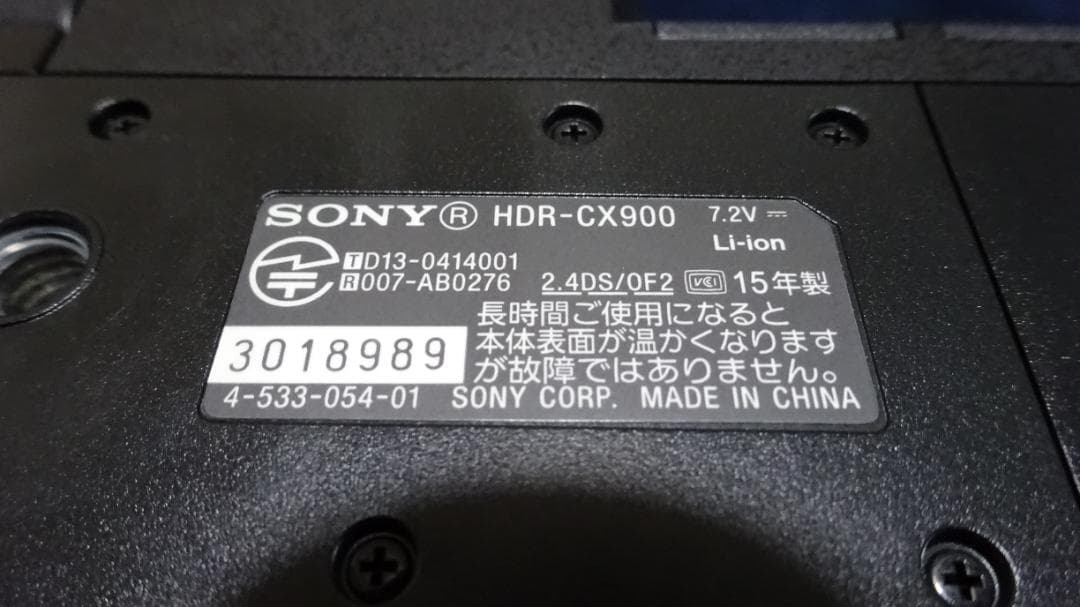 SONY® HDR-CX900 7.2V ⎓
Li-ion
T D13-0414001
R 007-AB0276 2.4DS/OF2 VCI 15年製
長時間ご使用になると
本体表面が温かくなります
が故障ではありません。
3018989
4-533-054-01 SONY CORP. MADE IN CHINA